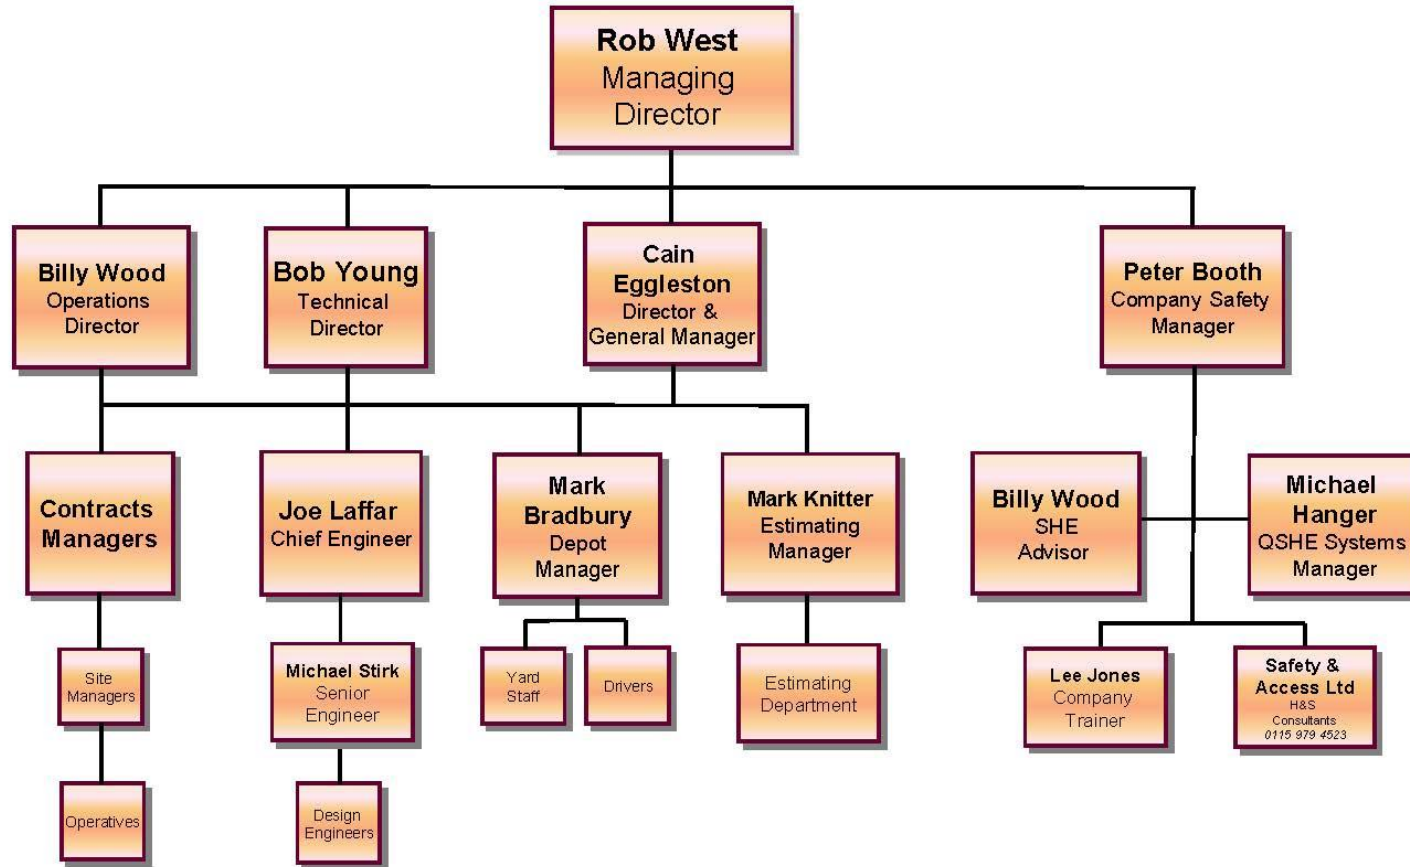 Rob West
Managing
Director
Billy Wood
Operations
Director
Bob Young
Technical
Director
Cain
Eggleston
Director &
General Manager
Peter Booth
Company Safety
Manager
Contracts
Managers
Joe Laffar
Chief Engineer
Mark
Bradbury
Depot
Manager
Mark Knitter
Estimating
Manager
Billy Wood
SHE
Advisor
Michael
Hanger
QSHE Systems
Manager
Site
Managers
Michael Stirk
Senior
Engineer
Yard
Staff
Drivers
Estimating
Department
Lee Jones
Company
Trainer
Safety &
Access Ltd
H&S
Consultants
0115 979 4523
Operatives
Design
Engineers